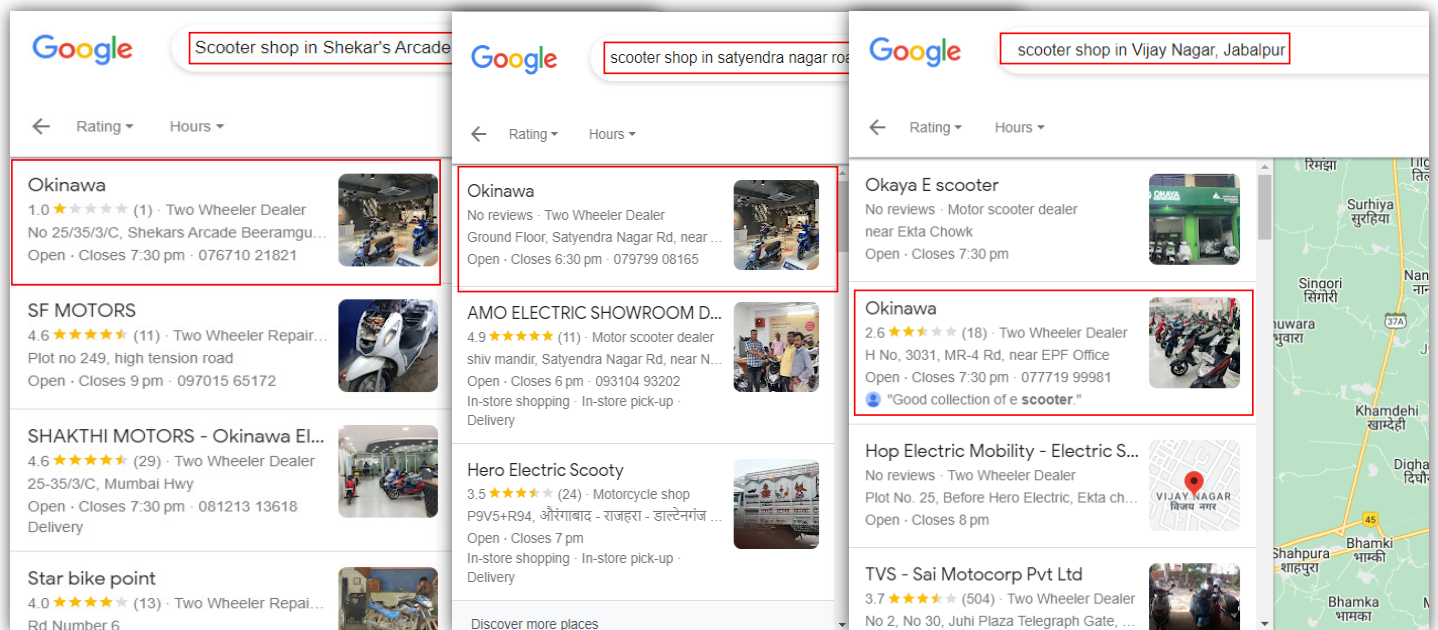 Google
Scooter shop in Shekar's Arcade
Rating
Hours
Okinawa
1.0 (1) · Two Wheeler Dealer
No 25/35/3/C, Shekars Arcade Beeramgu...
Open · Closes 7:30 pm · 076710 21821
SF MOTORS
4.6 (11) · Two Wheeler Repair...
Plot no 249, high tension road
Open · Closes 9 pm · 097015 65172
SHAKTHI MOTORS - Okinawa El...
4.6 (29) · Two Wheeler Dealer
25-35/3/C, Mumbai Hwy
Open · Closes 7:30 pm · 081213 13618
Delivery
Star bike point
4.0 (13) · Two Wheeler Repai...
Rd Number 6
Google
scooter shop in satyendra nagar roa
Rating
Hours
Okinawa
No reviews · Two Wheeler Dealer
Ground Floor, Satyendra Nagar Rd, near ...
Open · Closes 6:30 pm · 079799 08165
AMO ELECTRIC SHOWROOM D...
4.9 (11) · Motor scooter dealer
shiv mandir, Satyendra Nagar Rd, near N...
Open · Closes 6 pm · 093104 93202
In-store shopping · In-store pick-up ·
Delivery
Hero Electric Scooty
3.5 (24) · Motorcycle shop
P9V5+R94, औरंगाबाद - राजहरा - डाल्टेनगंज ...
Open · Closes 7 pm
In-store shopping · In-store pick-up ·
Delivery
Discover more places
Google
scooter shop in Vijay Nagar, Jabalpur
Rating
Hours
Okaya E scooter
No reviews · Motor scooter dealer
near Ekta Chowk
Open · Closes 7:30 pm
OKAYA
Okinawa
2.6 (18) · Two Wheeler Dealer
H No, 3031, MR-4 Rd, near EPF Office
Open · Closes 7:30 pm · 077719 99981
"Good collection of e scooter."
Hop Electric Mobility - Electric S...
No reviews · Two Wheeler Dealer
Plot No. 25, Before Hero Electric, Ekta ch...
Open · Closes 8 pm
VIJAY NAGAR
विजय नगर
TVS - Sai Motocorp Pvt Ltd
3.7 (504) · Two Wheeler Dealer
No 2, No 30, Juhi Plaza Telegraph Gate, ...
रिमझा
Tilg
तिल
Surhiya
सुरहिया
Singori
सिंगोरी
Nan
नान
huwara
भुवारा
37A
Khamdehi
खाम्देही
Digha
दिघौ
45
Shahpura
शाहपुरा
Bhamki
भाम्की
Bhamka
भामका